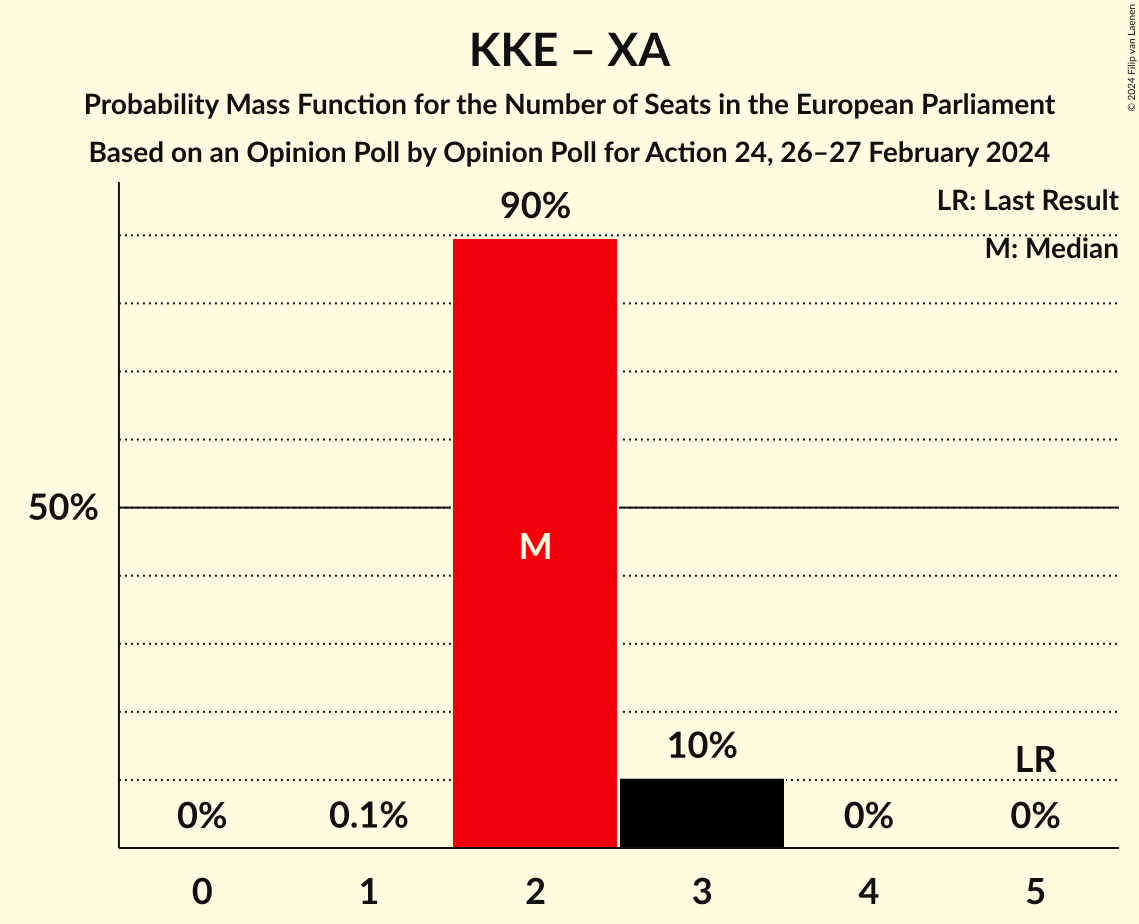 KKE – XA
Probability Mass Function for the Number of Seats in the European Parliament
Based on an Opinion Poll by Opinion Poll for Action 24, 26–27 February 2024
© 2024 Filip van Laenen
LR: Last Result
M: Median
90%
50%
M
10%
LR
0%
0.1%
0%
0%
0
1
2
3
4
5